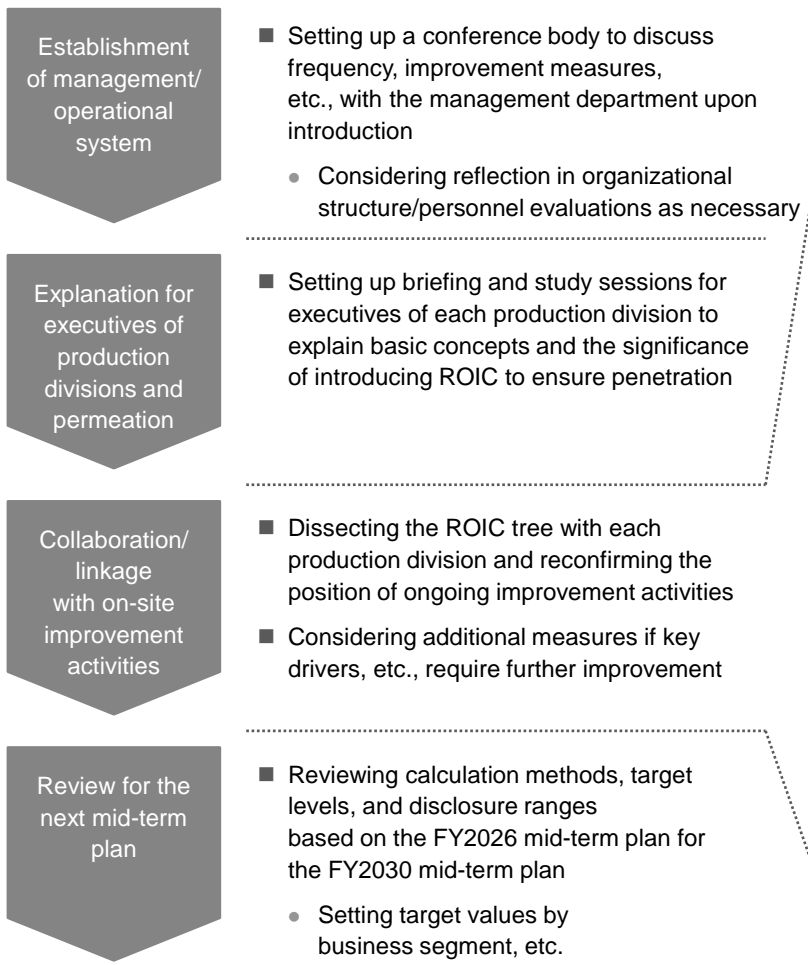 Establishment
of management/
operational
system
■ Setting up a conference body to discuss
frequency, improvement measures,
etc., with the management department upon
introduction
● Considering reflection in organizational
structure/personnel evaluations as necessary
Explanation for
executives of
production
divisions and
permeation
■ Setting up briefing and study sessions for
executives of each production division to
explain basic concepts and the significance
of introducing ROIC to ensure penetration
Collaboration/
linkage
with on-site
improvement
activities
■ Dissecting the ROIC tree with each
production division and reconfirming the
position of ongoing improvement activities
■ Considering additional measures if key
drivers, etc., require further improvement
Review for the
next mid-term
plan
■ Reviewing calculation methods, target
levels, and disclosure ranges
based on the FY2026 mid-term plan for
the FY2030 mid-term plan
● Setting target values by
business segment, etc.